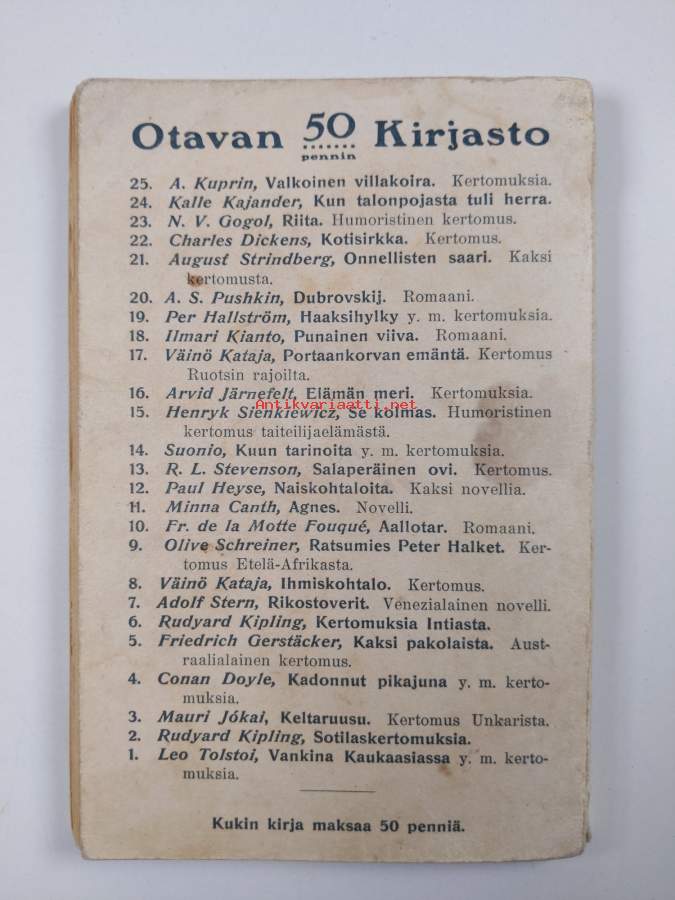 Otavan 50 pennin Kirjasto
25. A. Kuprin, Valkoinen villakoira. Kertomuksia.
24. Kalle Kajander, Kun talonpojasta tuli herra.
23. N. V. Gogol, Riita. Humoristinen kertomus.
22. Charles Dickens, Kotisirkka. Kertomus.
21. August Strindberg, Onnellisten saari. Kaksi
kertomusta.
20. A. S. Pushkin, Dubrovskij. Romaani.
19. Per Hallström, Haaksihylky y. m. kertomuksia.
18. Ilmari Kianto, Punainen viiva. Romaani.
17. Väinö Kataja, Portaankorvan emäntä. Kertomus
Ruotsin rajoilta.
16. Arvid Järnefelt, Elämän meri. Kertomuksia.
Antikvariaatti.net
15. Henryk Sienkiewicz, Se kolmas. Humoristinen
kertomus taiteilijaelämästä.
14. Suonio, Kuun tarinoita y. m. kertomuksia.
13. R. L. Stevenson, Salaperäinen ovi. Kertomus.
12. Paul Heyse, Naiskohtaloita. Kaksi novellia.
11. Minna Canth, Agnes. Novelli.
10. Fr. de la Motte Fouqué, Aallotar. Romaani.
9. Olive Schreiner, Ratsumies Peter Halket. Ker-
tomus Etelä-Afrikasta.
8. Väinö Kataja, Ihmiskohtalo. Kertomus.
7. Adolf Stern, Rikostoverit. Venezialainen novelli.
6. Rudyard Kipling, Kertomuksia Intiasta.
5. Friedrich Gerstäcker, Kaksi pakolaista. Aust-
raalialainen kertomus.
4. Conan Doyle, Kadonnut pikajuna y. m. kerto-
muksia.
3. Mauri Jókai, Keltaruusu. Kertomus Unkarista.
2. Rudyard Kipling, Sotilaskertomuksia.
1. Leo Tolstoi, Vankina Kaukaasiassa y. m. kerto-
muksia.
Kukin kirja maksaa 50 penniä.